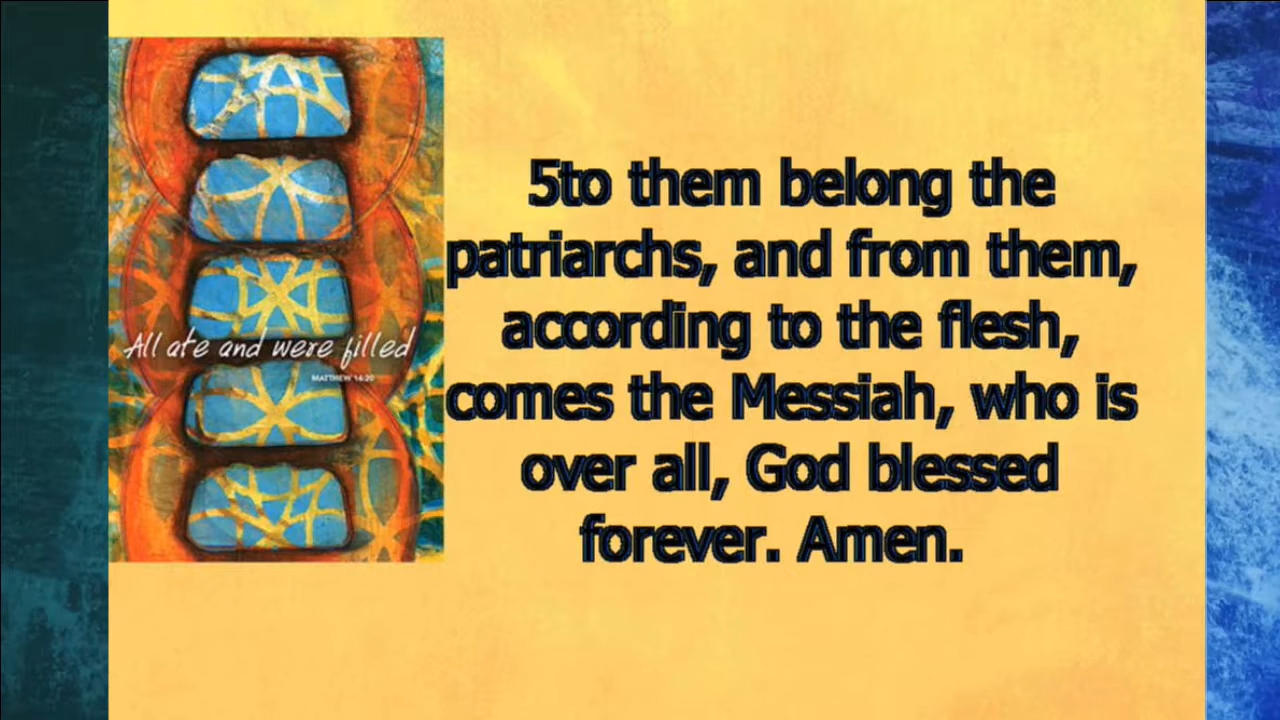 All ate and were filled
MATTHEW 14:20
5to them belong the
patriarchs, and from them,
according to the flesh,
comes the Messiah, who is
over all, God blessed
forever. Amen.